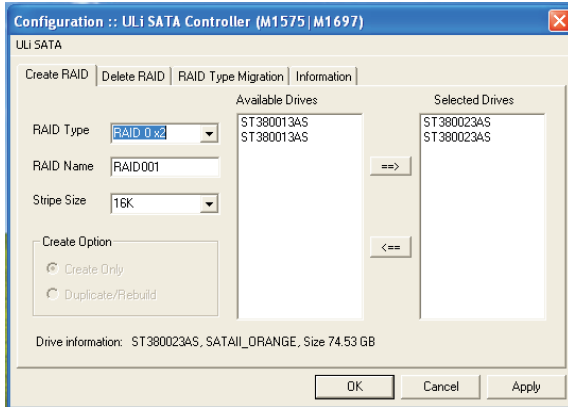 Configuration :: ULi SATA Controller (M1575|M1697)
ULi SATA
Create RAID
Delete RAID
RAID Type Migration
Information
Available Drives
Selected Drives
RAID Type
RAID 0 x2
RAID Name
RAID001
Stripe Size
16K
ST380013AS
ST380013AS
ST380023AS
ST380023AS
==>
<==
Create Option
Create Only
Duplicate/Rebuild
Drive information: ST380023AS, SATAII_ORANGE, Size 74.53 GB
OK
Cancel
Apply